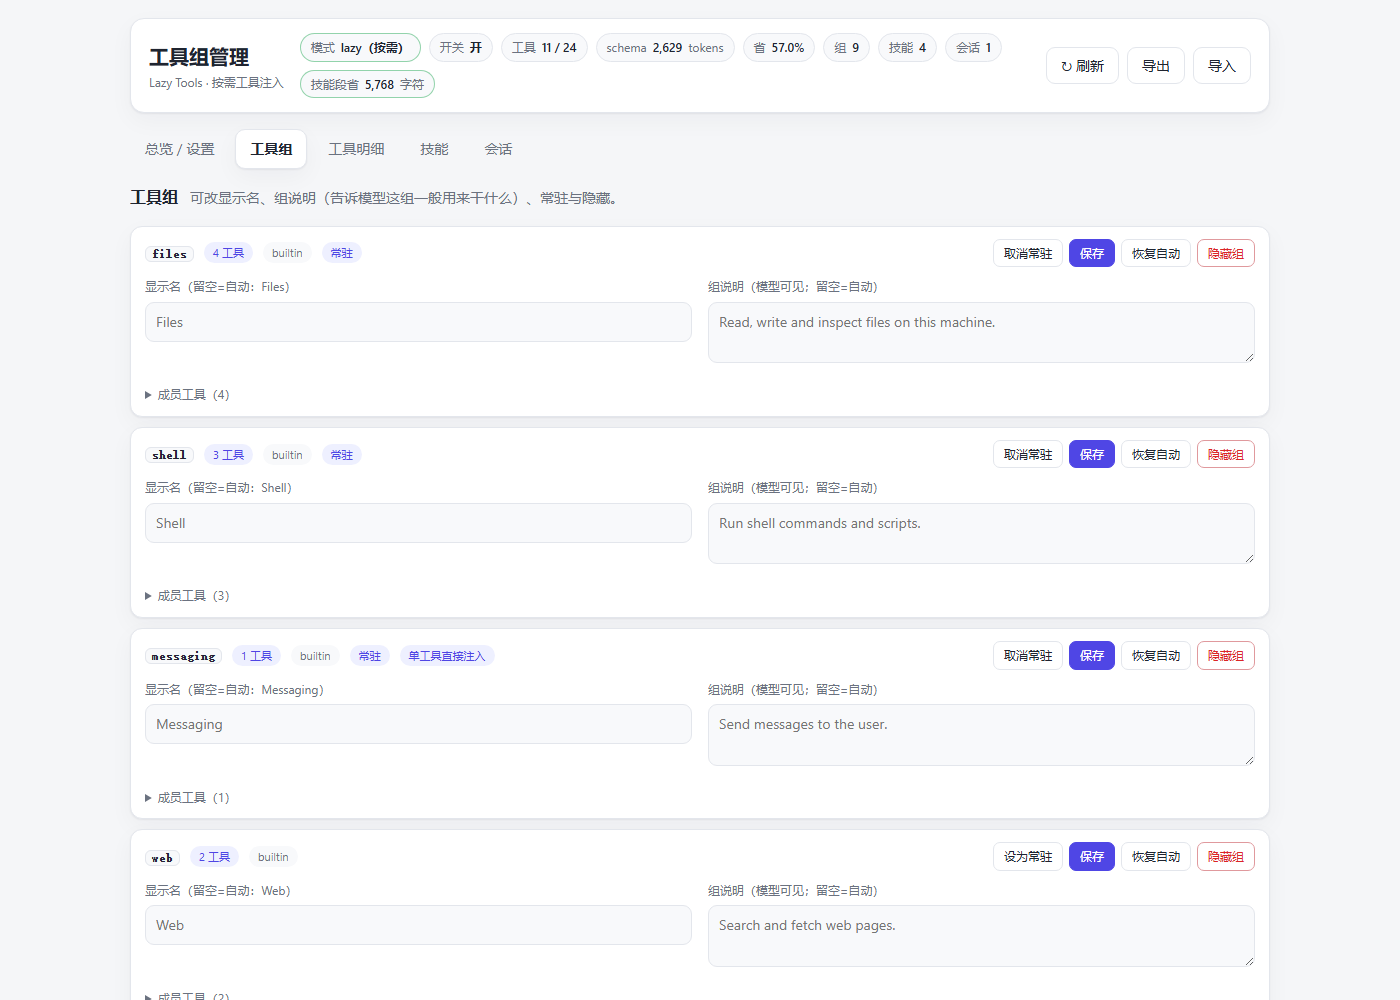 工具组管理
Lazy Tools · 按需工具注入
模式 lazy（按需） 开关 开 工具 11 / 24 schema 2,629 tokens 省 57.0% 组 9 技能 4 会话 1
技能段省 5,768 字符
↻ 刷新 导出 导入
总览 / 设置 工具组 工具明细 技能 会话
工具组 可改显示名、组说明（告诉模型这组一般用来干什么）、常驻与隐藏。
files 4 工具 builtin 常驻 取消常驻 保存 恢复自动 隐藏组
显示名（留空=自动：Files） 组说明（模型可见；留空=自动）
Files Read, write and inspect files on this machine.
▶ 成员工具（4）
shell 3 工具 builtin 常驻 取消常驻 保存 恢复自动 隐藏组
显示名（留空=自动：Shell） 组说明（模型可见；留空=自动）
Shell Run shell commands and scripts.
▶ 成员工具（3）
messaging 1 工具 builtin 常驻 单工具直接注入 取消常驻 保存 恢复自动 隐藏组
显示名（留空=自动：Messaging） 组说明（模型可见；留空=自动）
Messaging Send messages to the user.
▶ 成员工具（1）
web 2 工具 builtin 设为常驻 保存 恢复自动 隐藏组
显示名（留空=自动：Web） 组说明（模型可见；留空=自动）
Web Search and fetch web pages.
▶ 成员工具（2）